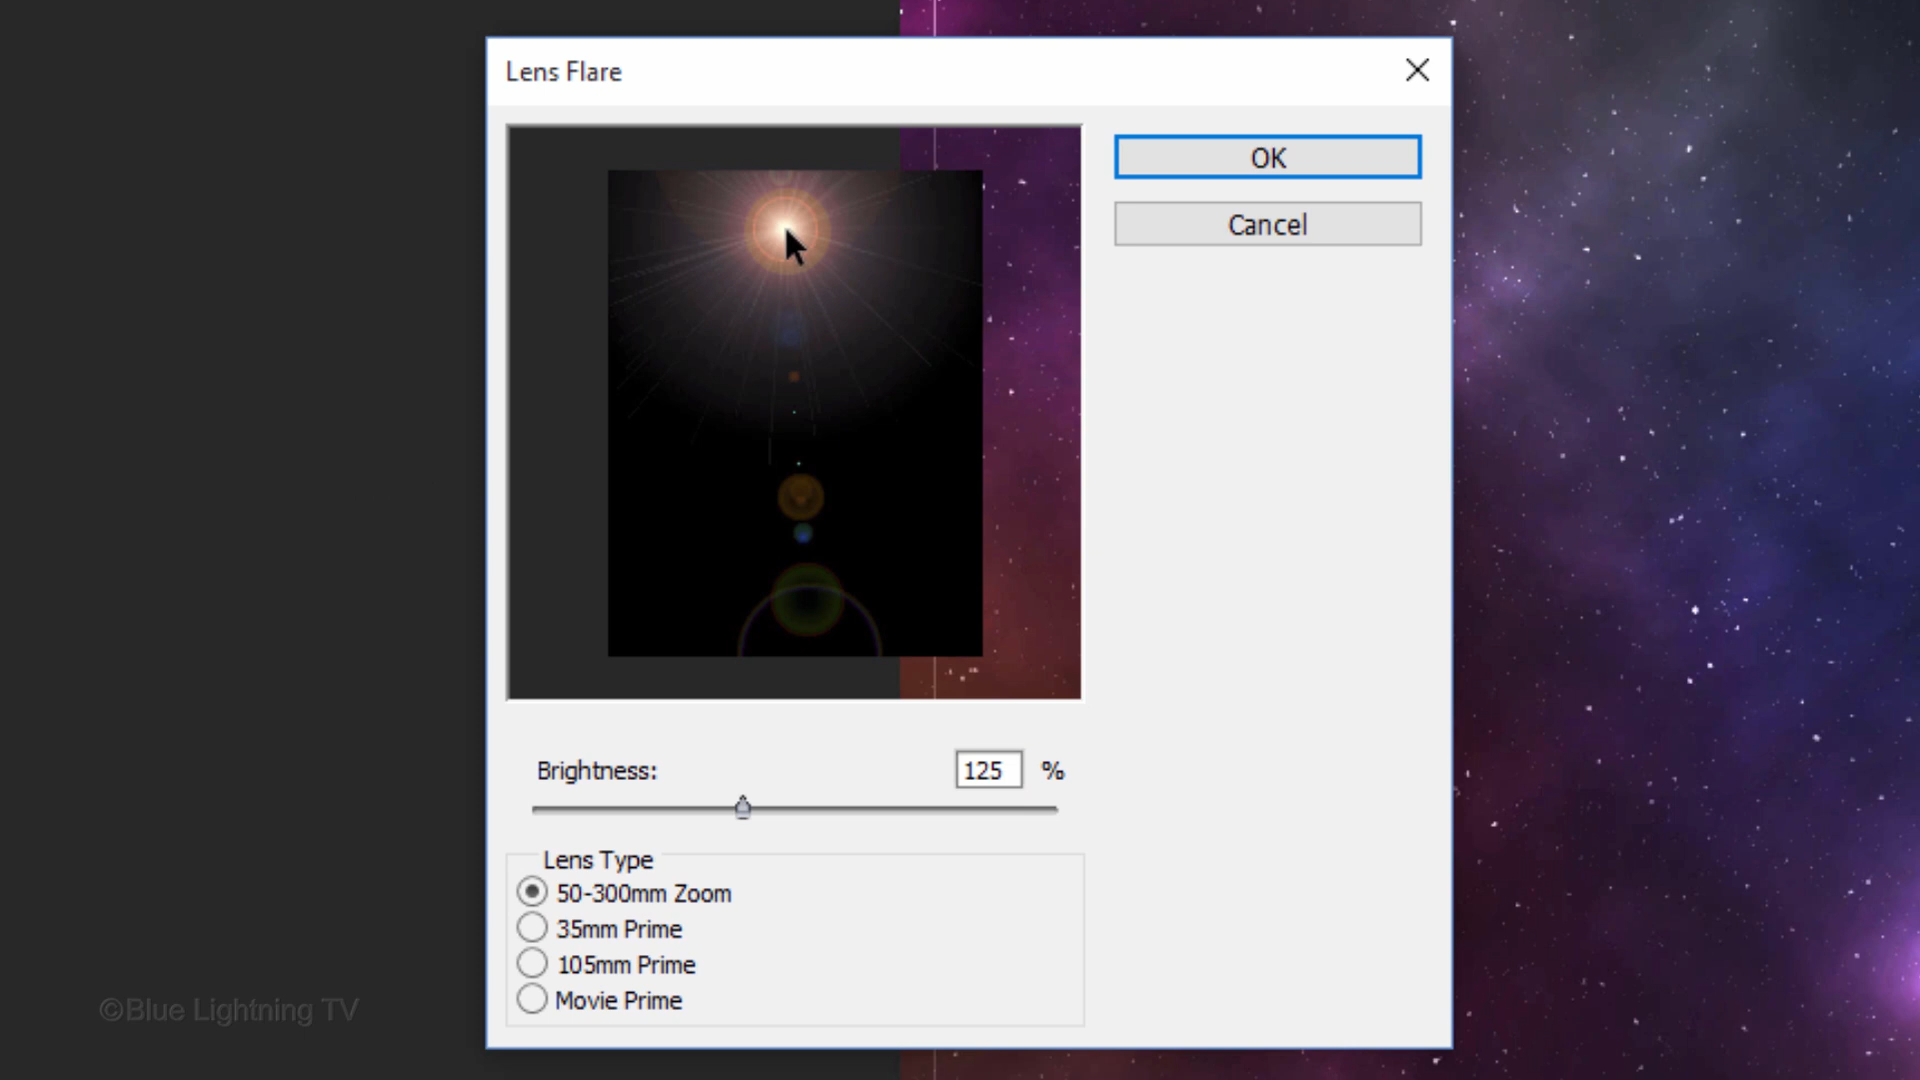 Lens Flare
OK
Cancel
Brightness: 125 %
Lens Type
50-300mm Zoom
35mm Prime
105mm Prime
Movie Prime
©Blue Lightning TV